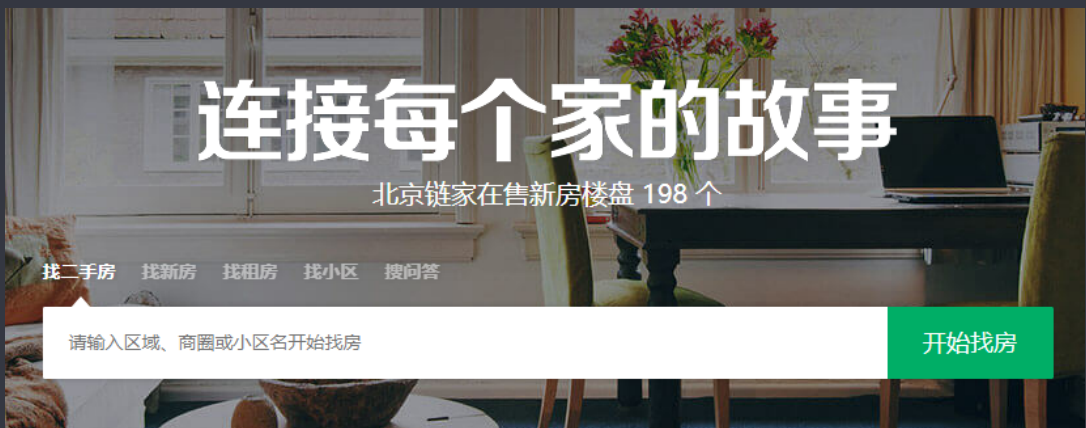 连接每个家的故事
北京链家在售新房楼盘 198 个
找二手房 找新房 找租房 找小区 搜问答
请输入区域、商圈或小区名开始找房 开始找房